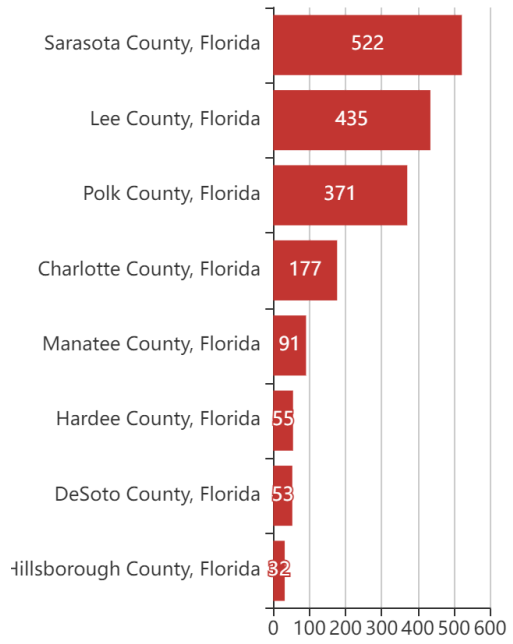 Sarasota County, Florida 522
Lee County, Florida 435
Polk County, Florida 371
Charlotte County, Florida 177
Manatee County, Florida 91
Hardee County, Florida 55
DeSoto County, Florida 53
Hillsborough County, Florida 32
0 100 200 300 400 500 600